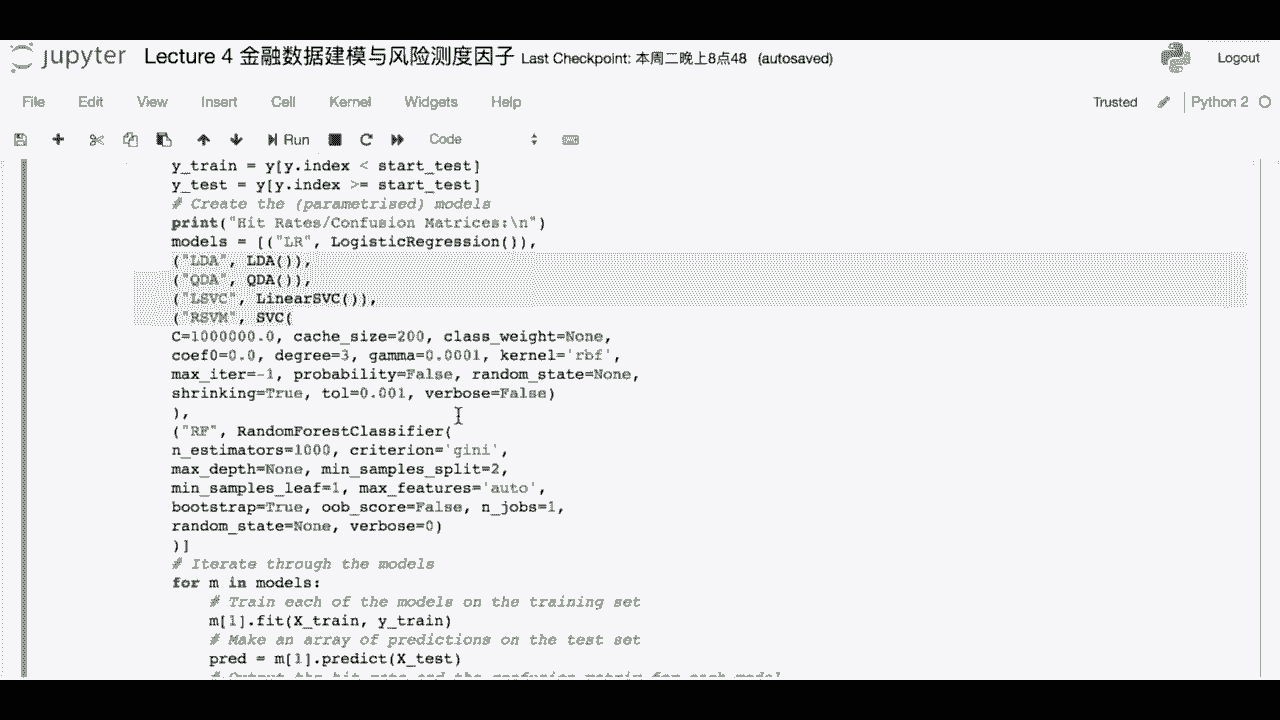 jupyter Lecture 4 金融数据建模与风险测度因子 Last Checkpoint: 本周二晚上8点48 (autosaved) Logout
File Edit View Insert Cell Kernel Widgets Help Trusted Python 2
Run Code
y_train = y[y.index < start_test]
y_test = y[y.index >= start_test]
# Create the (parametrised) models
print("Hit Rates/Confusion Matrices:\n")
models = [("LR", LogisticRegression()),
("LDA", LDA()),
("QDA", QDA()),
("LSVC", LinearSVC()),
("RSVM", SVC(
C=1000000.0, cache_size=200, class_weight=None,
coef0=0.0, degree=3, gamma=0.0001, kernel='rbf',
max_iter=-1, probability=False, random_state=None,
shrinking=True, tol=0.001, verbose=False)
),
("RF", RandomForestClassifier(
n_estimators=1000, criterion='gini',
max_depth=None, min_samples_split=2,
min_samples_leaf=1, max_features='auto',
bootstrap=True, oob_score=False, n_jobs=1,
random_state=None, verbose=0)
)]
# Iterate through the models
for m in models:
# Train each of the models on the training set
m[1].fit(X_train, y_train)
# Make an array of predictions on the test set
pred = m[1].predict(X_test)